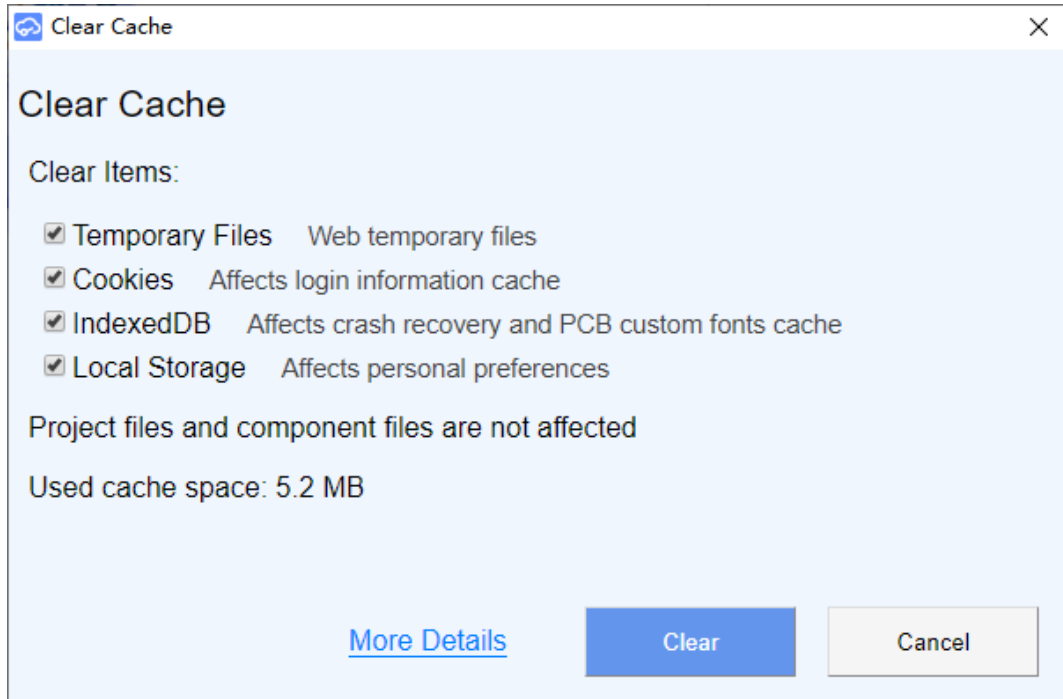 Clear Cache
Clear Cache
Clear Items:
Temporary Files Web temporary files
Cookies Affects login information cache
IndexedDB Affects crash recovery and PCB custom fonts cache
Local Storage Affects personal preferences
Project files and component files are not affected
Used cache space: 5.2 MB
More Details Clear Cancel